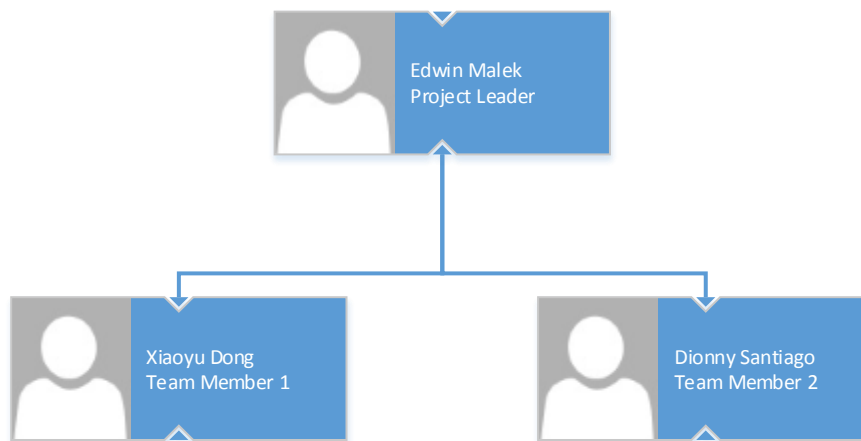 Edwin Malek
Project Leader
Xiaoyu Dong
Team Member 1
Dionny Santiago
Team Member 2